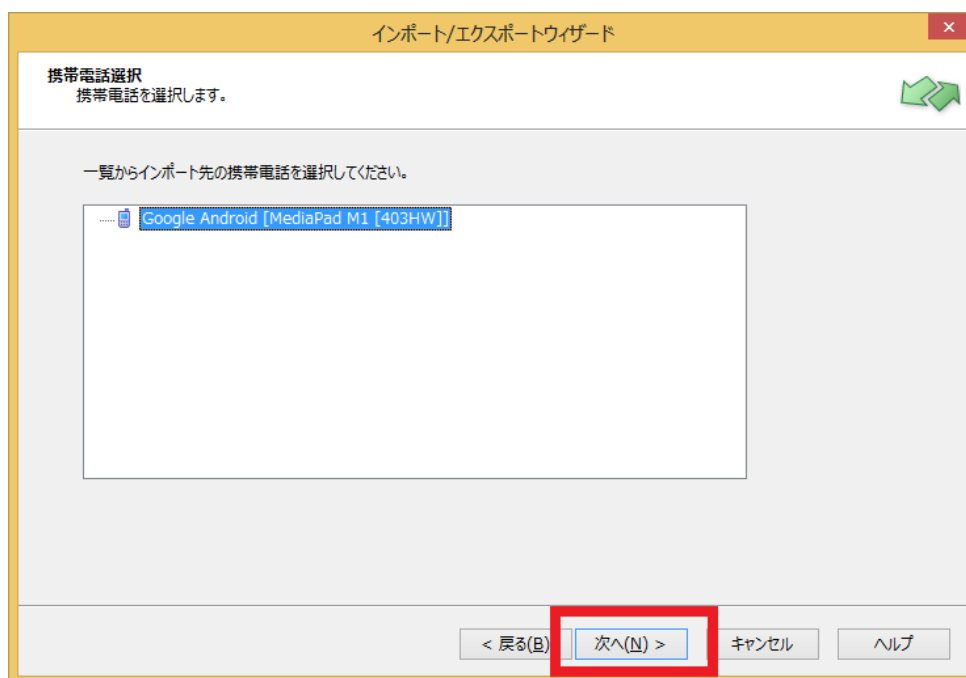 インポート/エクスポートウィザード
携帯電話選択
携帯電話を選択します。
一覧からインポート先の携帯電話を選択してください。
Google Android [MediaPad M1 [403HW]]
< 戻る(B) 次へ(N) > キャンセル ヘルプ